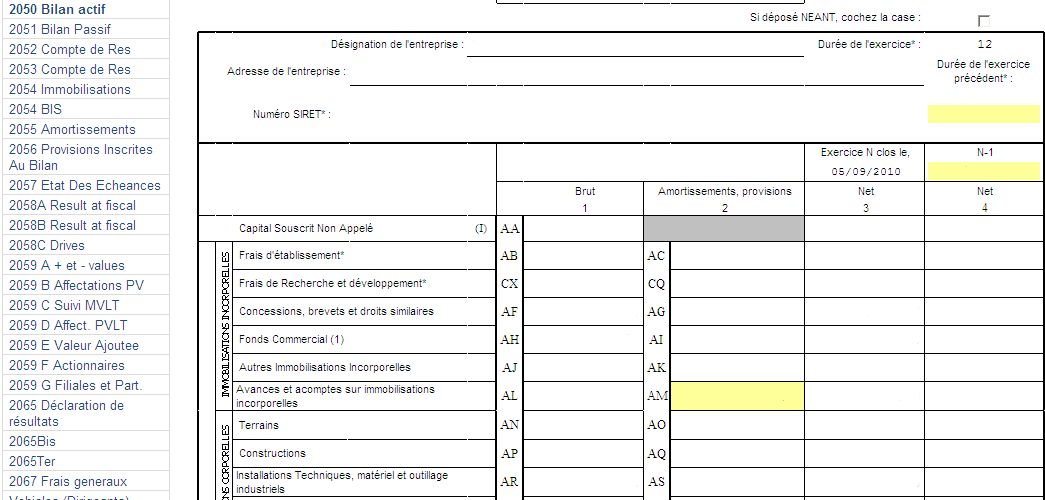 2050 Bilan actif
2051 Bilan Passif
2052 Compte de Res
2053 Compte de Res
2054 Immobilisations
2054 BIS
2055 Amortissements
2056 Provisions Inscrites
Au Bilan
2057 Etat Des Echeances
2058A Result at fiscal
2058B Result at fiscal
2058C Drives
2059 A + et - values
2059 B Affectations PV
2059 C Suivi MVLT
2059 D Affect. PVLT
2059 E Valeur Ajoutee
2059 F Actionnaires
2059 G Filiales et Part.
2065 Déclaration de
résultats
2065Bis
2065Ter
2067 Frais generaux
Si déposé NEANT, cochez la case :
Désignation de l'entreprise :
Durée de l'exercice* : 12
Adresse de l'entreprise :
Durée de l'exercice
précédent* :
Numéro SIRET* :
Exercice N clos le, N-1
05/09/2010
Brut Amortissements, provisions Net Net
1 2 3 4
Capital Souscrit Non Appelé (I) AA
IMMOBILISATIONS INCORPORELLES
Frais d'établissement* AB AC
Frais de Recherche et développement* CX CQ
Concessions, brevets et droits similaires AF AG
Fonds Commercial (1) AH AI
Autres Immobilisations Incorporelles AJ AK
Avances et acomptes sur immobilisations
incorporelles AL AM
NS CORPORELLES
Terrains AN AO
Constructions AP AQ
Installations Techniques, matériel et outillage
industriels AR AS